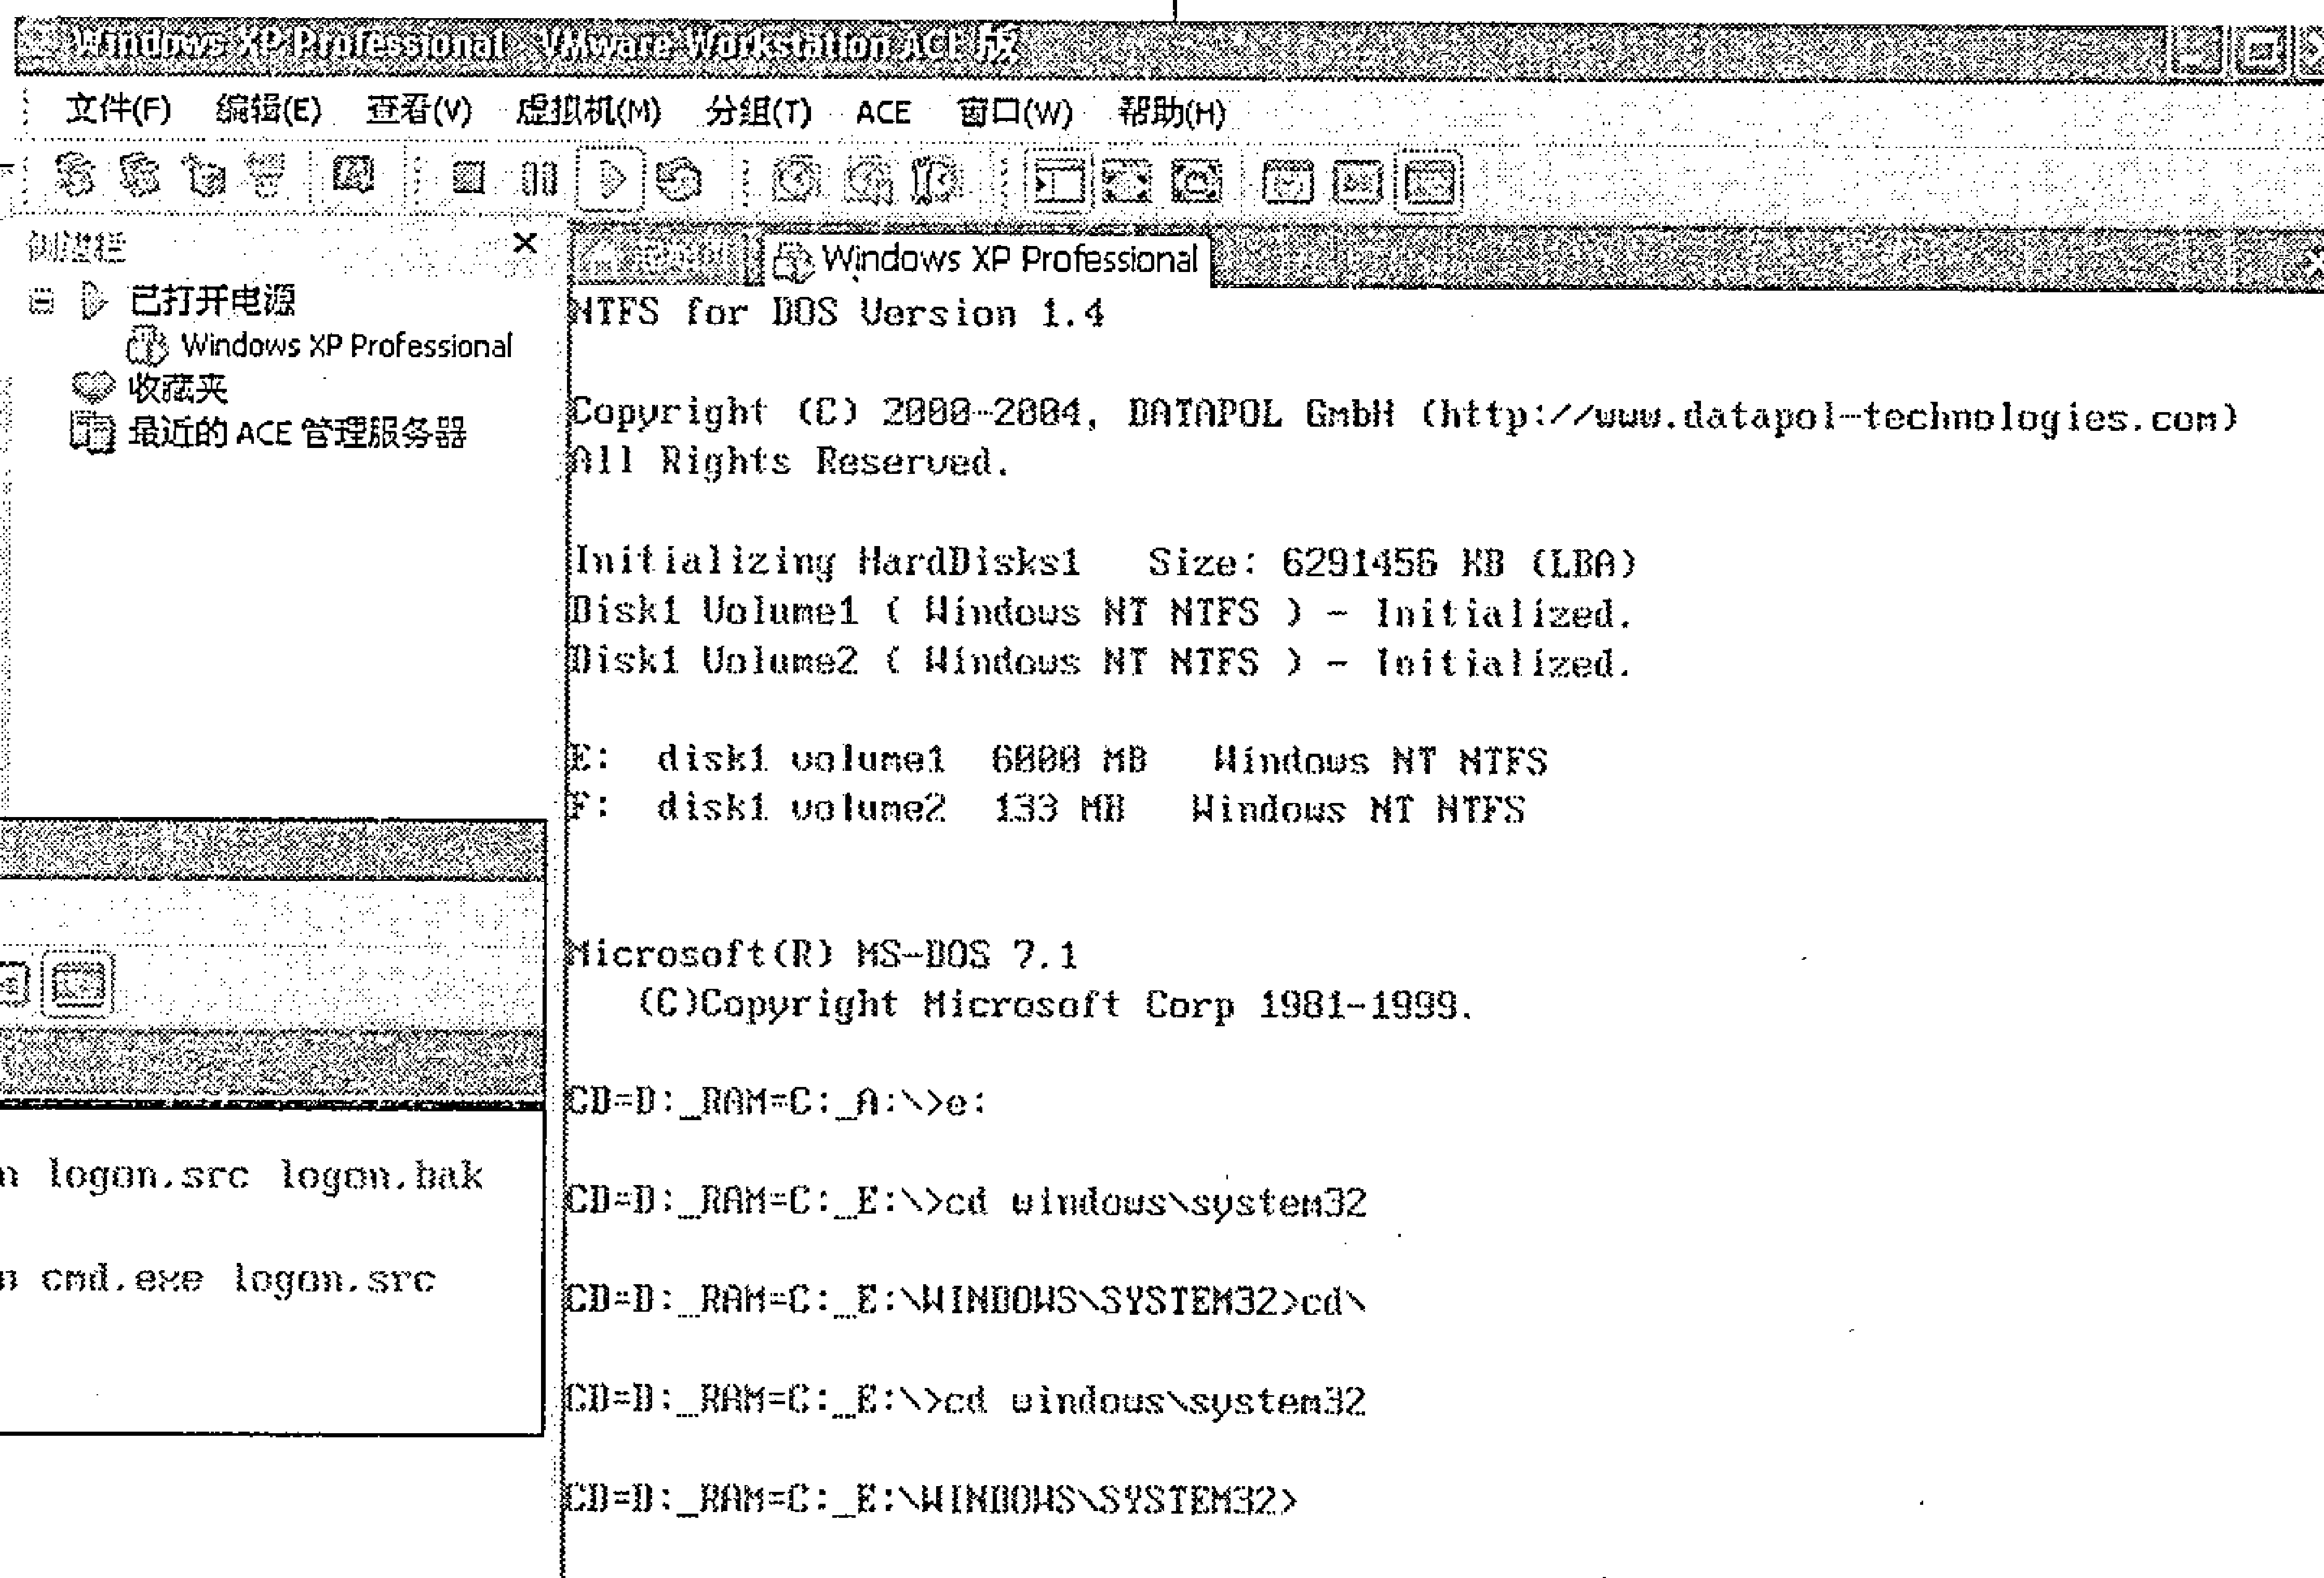 Windows XP Professional - VMware Workstation ACE 版
文件(F) 编辑(E) 查看(V) 虚拟机(M) 分组(T) ACE 窗口(W) 帮助(H)
已打开电源
Windows XP Professional
收藏夹
最近的 ACE 管理服务器
Windows XP Professional
NTFS for DOS Version 1.4
Copyright (C) 2000-2004, DATAPOL GmbH (http://www.datapol-technologies.com)
All Rights Reserved.
Initializing HardDisks1 Size: 6291456 KB (LBA)
Disk1 Volume1 ( Windows NT NTFS ) - Initialized.
Disk1 Volume2 ( Windows NT NTFS ) - Initialized.
E: disk1 volume1 6000 MB Windows NT NTFS
F: disk1 volume2 133 MB Windows NT NTFS
Microsoft(R) MS-DOS 7.1
(C)Copyright Microsoft Corp 1981-1999.
CD=D:_RAM=C:_A:\>e:
CD=D:_RAM=C:_E:\>cd windows\system32
CD=D:_RAM=C:_E:\WINDOWS\SYSTEM32>cd\
CD=D:_RAM=C:_E:\>cd windows\system32
CD=D:_RAM=C:_E:\WINDOWS\SYSTEM32>
n logon.src logon.bak
n cmd.exe logon.src